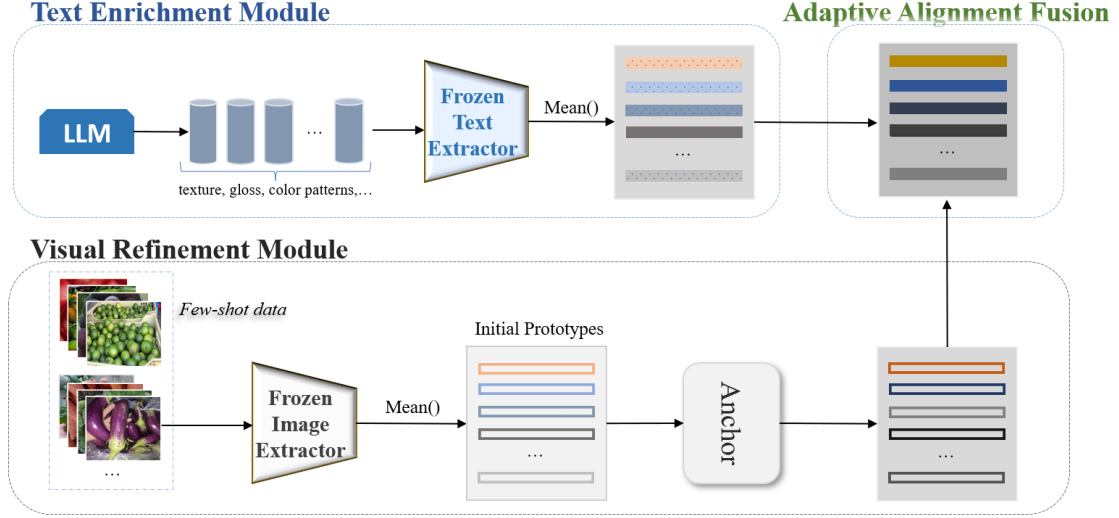 Text Enrichment Module
Adaptive Alignment Fusion
LLM
...
texture, gloss, color patterns,...
Frozen
Text
Extractor
Mean()
...
...
Visual Refinement Module
Few-shot data
...
Frozen
Image
Extractor
Mean()
Initial Prototypes
...
Anchor
...